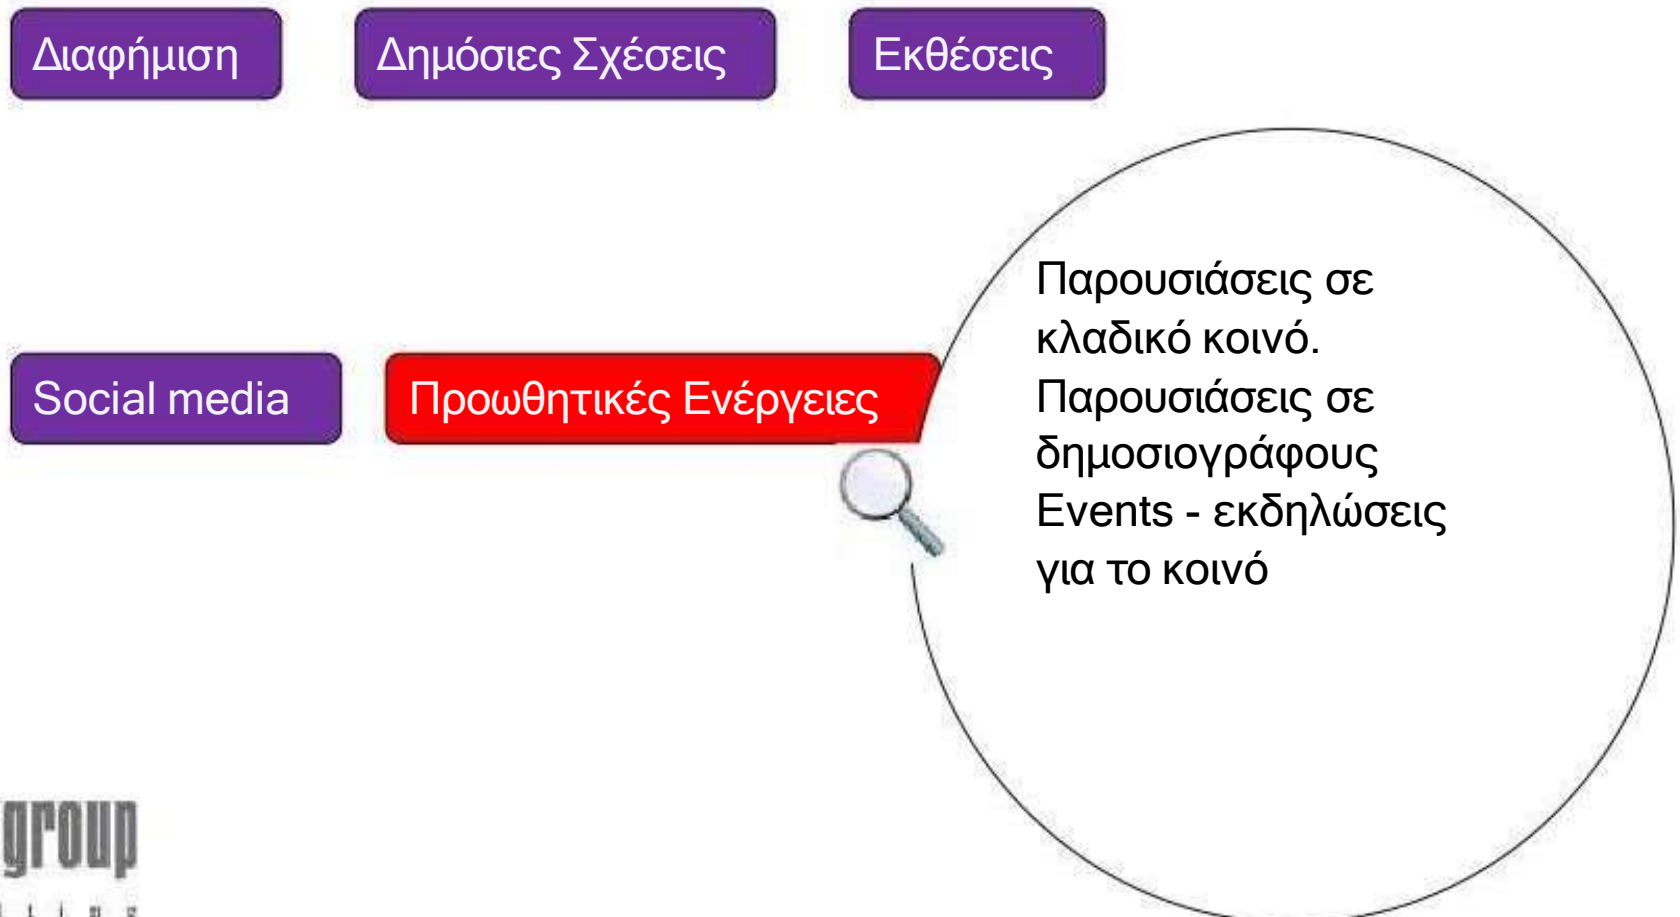 Διαφήμιση
Δημόσιες Σχέσεις
Εκθέσεις
Social media
Προωθητικές Ενέργειες
Παρουσιάσεις σε
κλαδικό κοινό.
Παρουσιάσεις σε
δημοσιογράφους
Events - εκδηλώσεις
για το κοινό
group